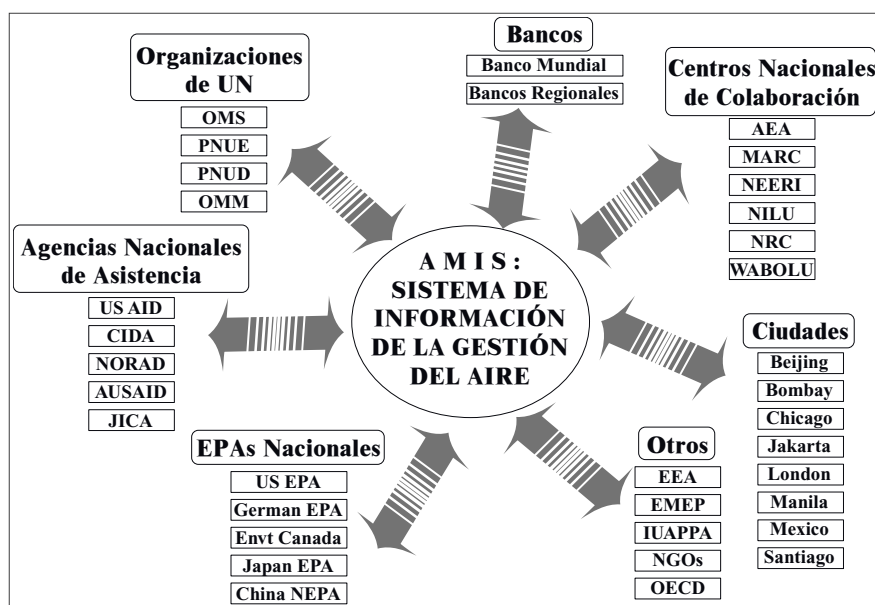 Organizaciones
de UN
OMS
PNUE
PNUD
OMM
Bancos
Banco Mundial
Bancos Regionales
Centros Nacionales
de Colaboración
AEA
MARC
NEERI
NILU
NRC
WABOLU
Agencias Nacionales
de Asistencia
US AID
CIDA
NORAD
AUSAID
JICA
A M I S :
SISTEMA DE
INFORMACIÓN
DE LA GESTIÓN
DEL AIRE
Ciudades
Beijing
Bombay
Chicago
Jakarta
London
Manila
Mexico
Santiago
EPAs Nacionales
US EPA
German EPA
Envt Canada
Japan EPA
China NEPA
Otros
EEA
EMEP
IUAPPA
NGOs
OECD